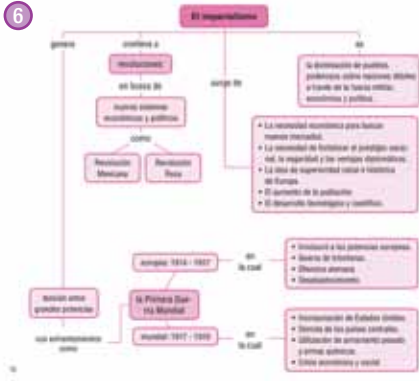 6
El imperialismo
genera
conlleva a
es
revoluciones
la dominación de pueblos
poderosos sobre naciones débiles
a través de la fuerza militar,
económica y política.
en busca de
surge de
nuevos sistemas
económicos y políticos
como
Revolución
Mexicana
Revolución
Rusa
• La necesidad económica para buscar
nuevos mercados.
• La necesidad de fortalecer el prestigio nacio-
nal, la seguridad y las ventajas diplomáticas.
• La idea de superioridad racial e histórica
de Europa.
• El aumento de la población.
• El desarrollo tecnológico y científico.
europea: 1914 - 1917
en
la cual
• Involucró a las potencias europeas.
• Guerra de trincheras.
• Ofensiva alemana.
•
tensión entre
grandes potencias
la Primera Gue-
rra Mundial
sus enfrentamientos
como
mundial: 1917 - 1918
en
la cual
• Incorporación de Estados Unidos.
• Derrota de los países centrales.
• Utilización de armamento pesado
y armas químicas.
• Crisis económica y social.